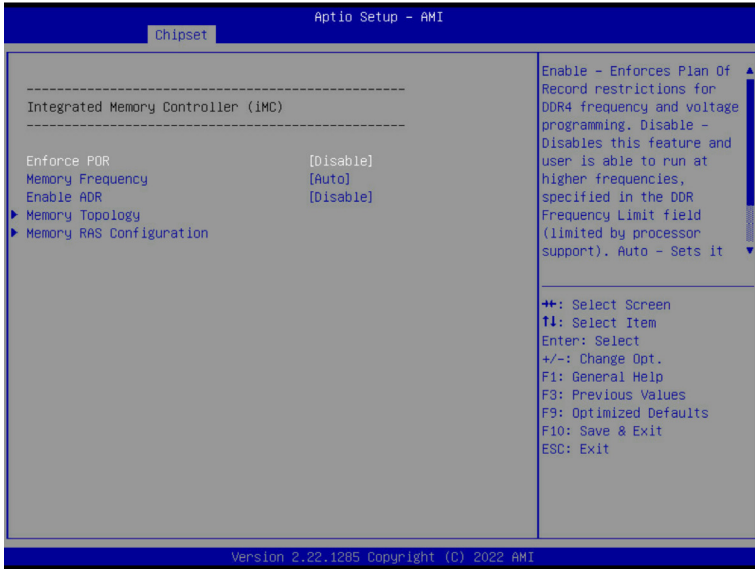 Aptio Setup – AMI
Chipset
------------------------------------------------
Integrated Memory Controller (iMC)
------------------------------------------------
Enforce POR [Disable]
Memory Frequency [Auto]
Enable ADR [Disable]
Memory Topology
Memory RAS Configuration
Enable – Enforces Plan Of
Record restrictions for
DDR4 frequency and voltage
programming. Disable –
Disables this feature and
user is able to run at
higher frequencies,
specified in the DDR
Frequency Limit field
(limited by processor
support). Auto – Sets it
→←: Select Screen
↑↓: Select Item
Enter: Select
+/-: Change Opt.
F1: General Help
F3: Previous Values
F9: Optimized Defaults
F10: Save & Exit
ESC: Exit
Version 2.22.1285 Copyright (C) 2022 AMI